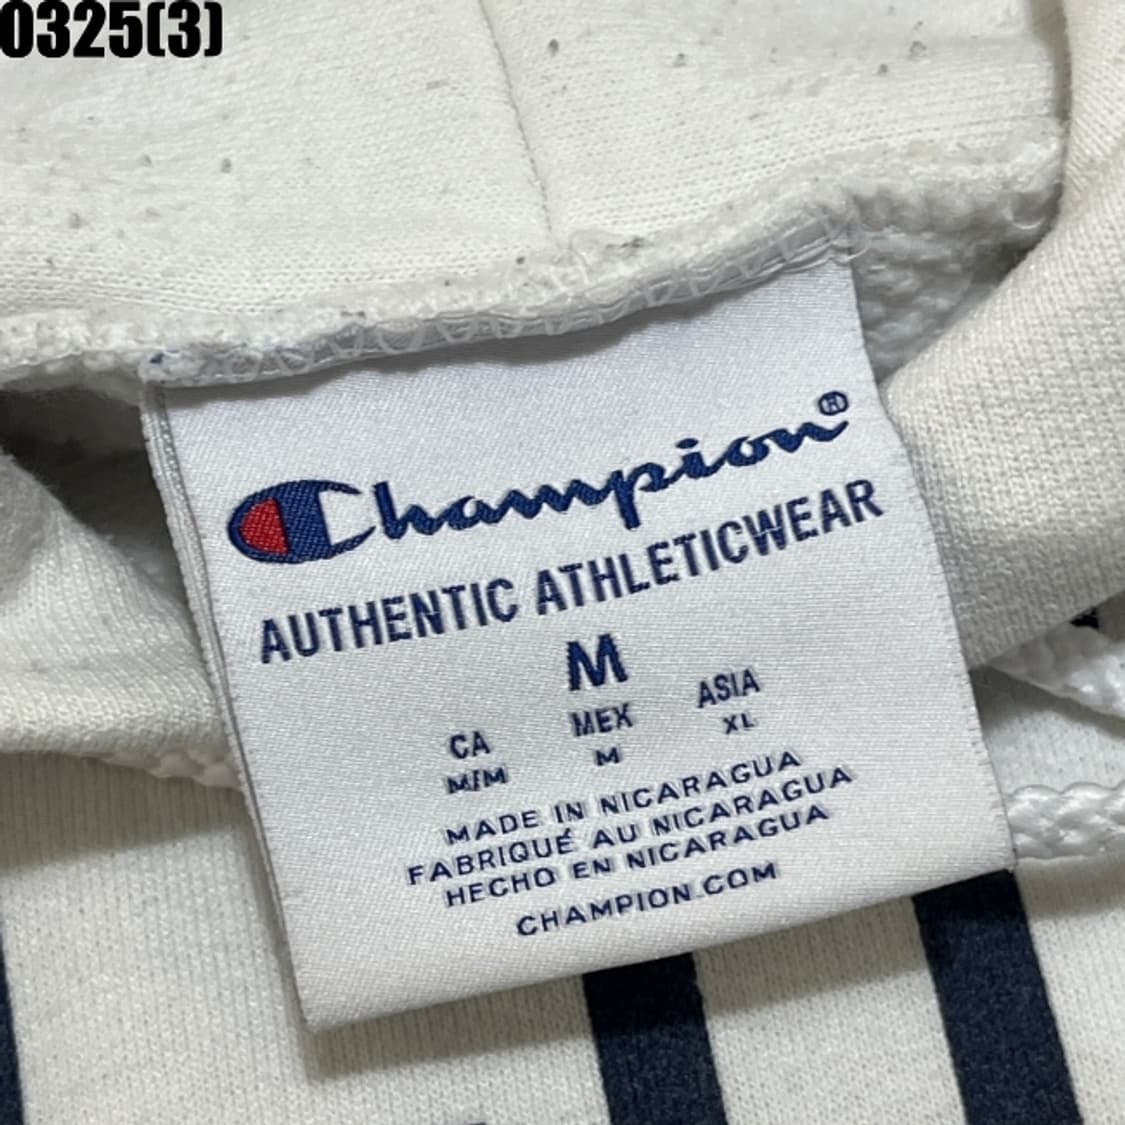 0325(3)
Champion®
AUTHENTIC ATHLETICWEAR
M
CA MEX ASIA
M/M M XL
MADE IN NICARAGUA
FABRIQUÉ AU NICARAGUA
HECHO EN NICARAGUA
CHAMPION.COM